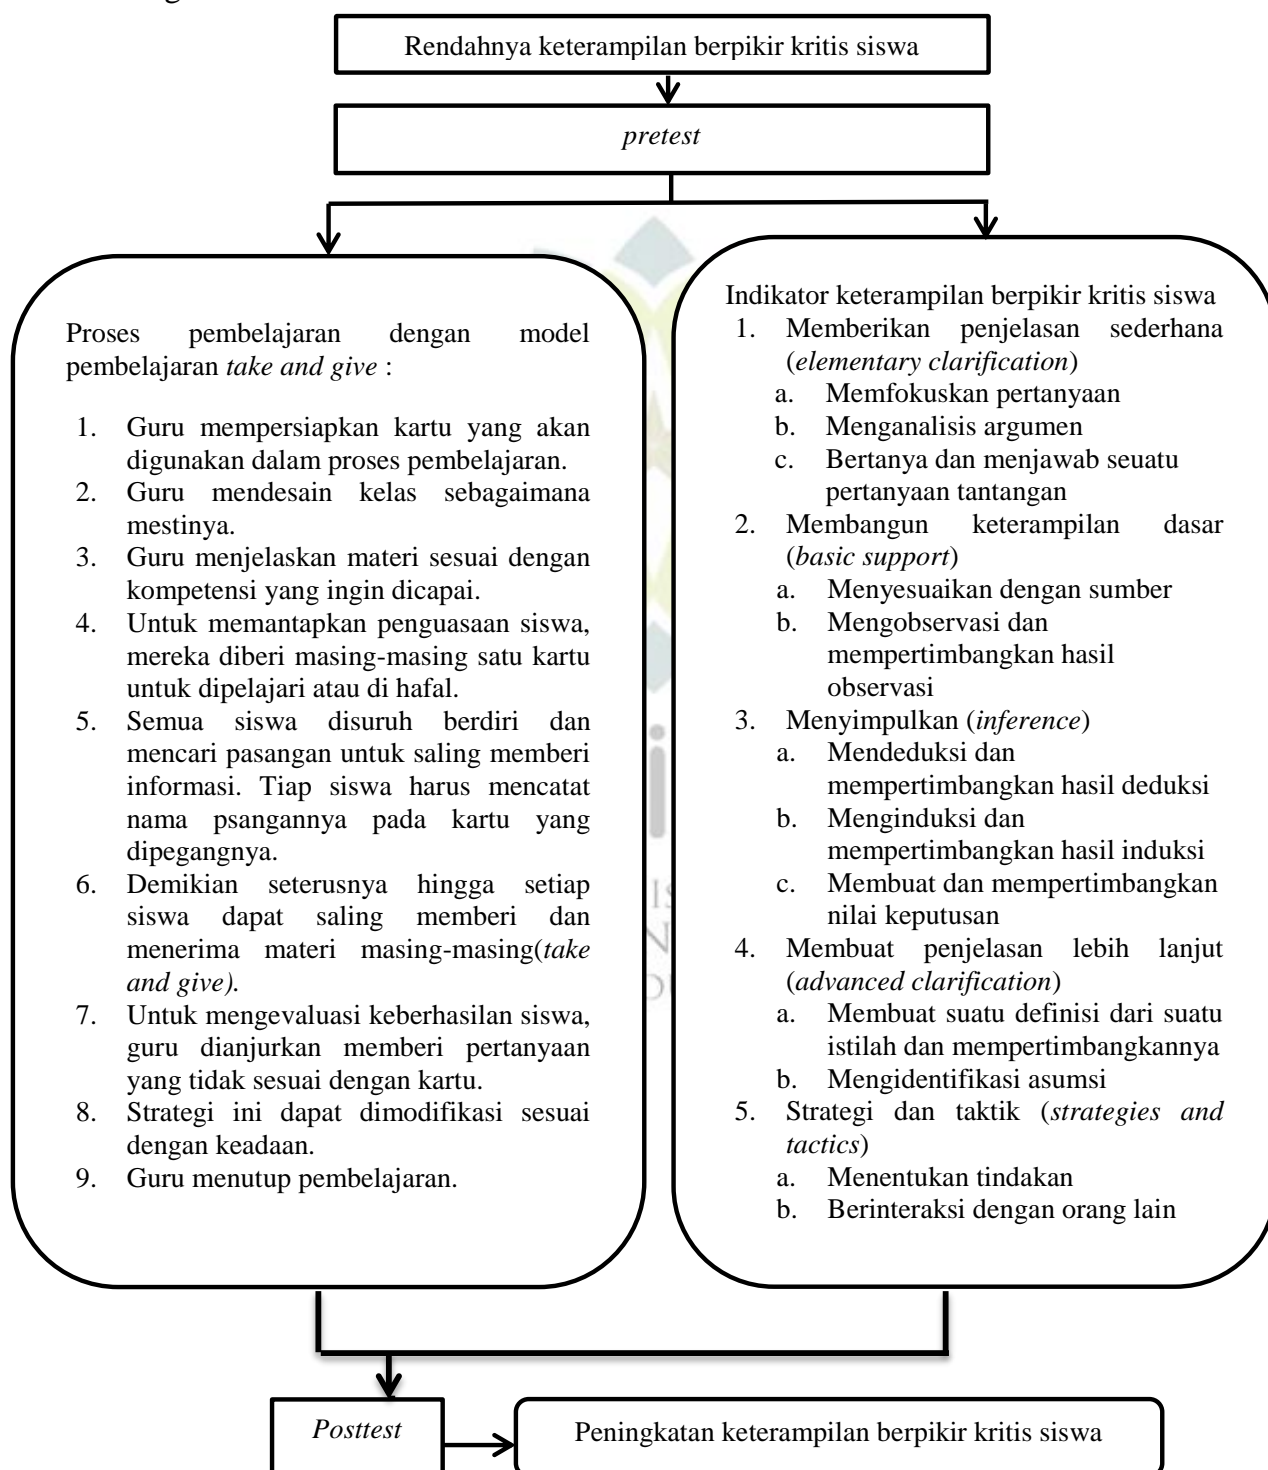 Rendahnya keterampilan berpikir kritis siswa
pretest
Proses pembelajaran dengan model
pembelajaran take and give :
1. Guru mempersiapkan kartu yang akan
digunakan dalam proses pembelajaran.
2. Guru mendesain kelas sebagaimana
mestinya.
3. Guru menjelaskan materi sesuai dengan
kompetensi yang ingin dicapai.
4. Untuk memantapkan penguasaan siswa,
mereka diberi masing-masing satu kartu
untuk dipelajari atau di hafal.
5. Semua siswa disuruh berdiri dan
mencari pasangan untuk saling memberi
informasi. Tiap siswa harus mencatat
nama psangannya pada kartu yang
dipegangnya.
6. Demikian seterusnya hingga setiap
siswa dapat saling memberi dan
menerima materi masing-masing(take
and give).
7. Untuk mengevaluasi keberhasilan siswa,
guru dianjurkan memberi pertanyaan
yang tidak sesuai dengan kartu.
8. Strategi ini dapat dimodifikasi sesuai
dengan keadaan.
9. Guru menutup pembelajaran.
Indikator keterampilan berpikir kritis siswa
1. Memberikan penjelasan sederhana
(elementary clarification)
a. Memfokuskan pertanyaan
b. Menganalisis argumen
c. Bertanya dan menjawab seuatu
pertanyaan tantangan
2. Membangun keterampilan dasar
(basic support)
a. Menyesuaikan dengan sumber
b. Mengobservasi dan
mempertimbangkan hasil
observasi
3. Menyimpulkan (inference)
a. Mendeduksi dan
mempertimbangkan hasil deduksi
b. Menginduksi dan
mempertimbangkan hasil induksi
c. Membuat dan mempertimbangkan
nilai keputusan
4. Membuat penjelasan lebih lanjut
(advanced clarification)
a. Membuat suatu definisi dari suatu
istilah dan mempertimbangkannya
b. Mengidentifikasi asumsi
5. Strategi dan taktik (strategies and
tactics)
a. Menentukan tindakan
b. Berinteraksi dengan orang lain
Posttest
Peningkatan keterampilan berpikir kritis siswa